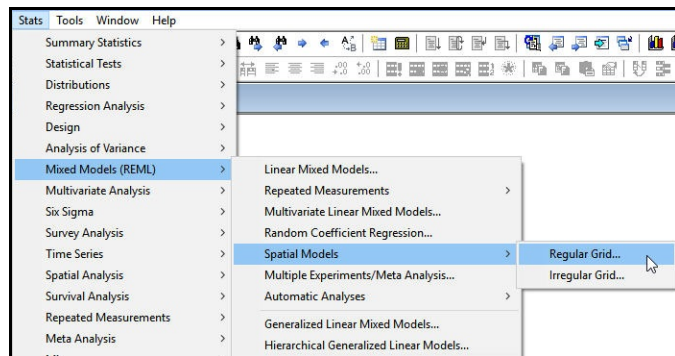 Stats Tools Window Help
Summary Statistics
Statistical Tests
Distributions
Regression Analysis
Design
Analysis of Variance
Mixed Models (REML)
Multivariate Analysis
Six Sigma
Survey Analysis
Time Series
Spatial Analysis
Survival Analysis
Repeated Measurements
Meta Analysis
Linear Mixed Models...
Repeated Measurements
Multivariate Linear Mixed Models...
Random Coefficient Regression...
Spatial Models
Multiple Experiments/Meta Analysis...
Automatic Analyses
Generalized Linear Mixed Models...
Hierarchical Generalized Linear Models...
Regular Grid...
Irregular Grid...